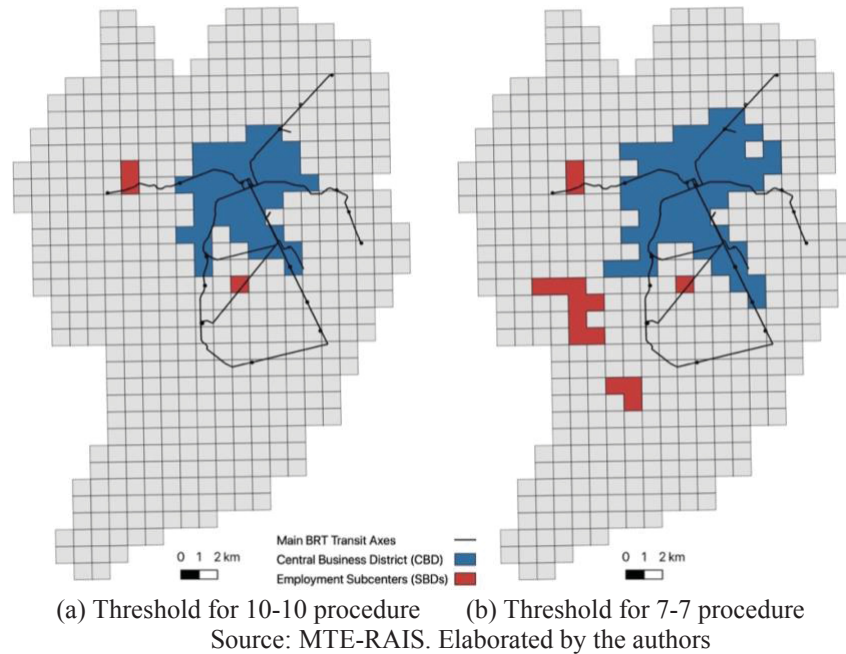 Main BRT Transit Axes
Central Business District (CBD)
Employment Subcenters (SBDs)
0 1 2 km
0 1 2 km
(a) Threshold for 10-10 procedure (b) Threshold for 7-7 procedure
Source: MTE-RAIS. Elaborated by the authors